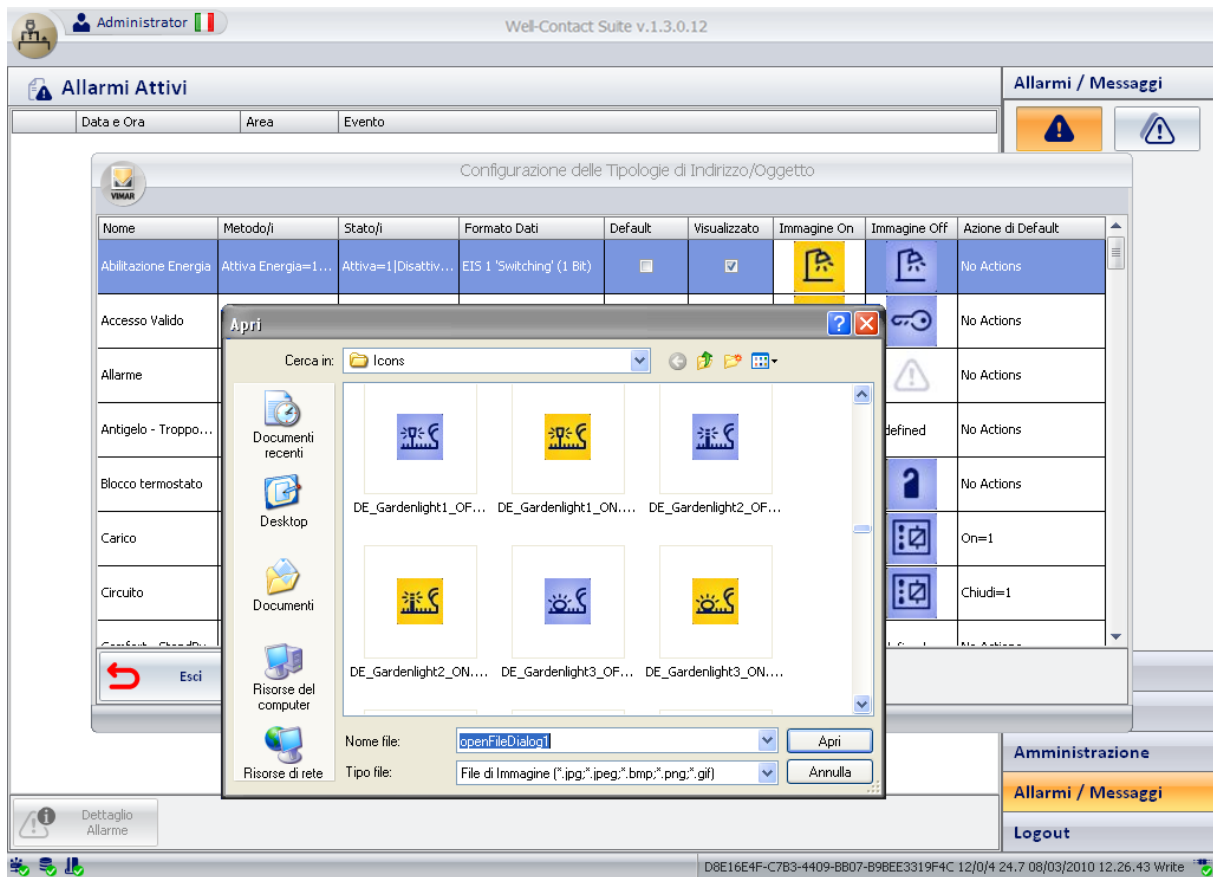 Administrator
Well-Contact Suite v.1.3.0.12
Allarmi Attivi
Allarmi / Messaggi
Data e Ora Area Evento
VIMAR
Configurazione delle Tipologie di Indirizzo/Oggetto
Nome Metodo/i Stato/i Formato Dati Default Visualizzato Immagine On Immagine Off Azione di Default
Abilitazione Energia Attiva Energia=1... Attiva=1|Disattiv... EIS 1 'Switching' (1 Bit) No Actions
Accesso Valido No Actions
Allarme No Actions
Antigelo - Troppo... defined No Actions
Blocco termostato No Actions
Carico On=1
Circuito Chiudi=1
Esci
Apri
Cerca in: Icons
Documenti recenti
Desktop
Documenti
Risorse del computer
Risorse di rete
DE_Gardenlight1_OF... DE_Gardenlight1_ON.... DE_Gardenlight2_OF...
DE_Gardenlight2_ON.... DE_Gardenlight3_OF... DE_Gardenlight3_ON....
Nome file: openFileDialog1 Apri
Tipo file: File di Immagine (*.jpg;*.jpeg;*.bmp;*.png;*.gif) Annulla
Amministrazione
Allarmi / Messaggi
Logout
Dettaglio
Allarme
D8E16E4F-C7B3-4409-BB07-B9BEE3319F4C 12/0/4 24.7 08/03/2010 12.26.43 Write